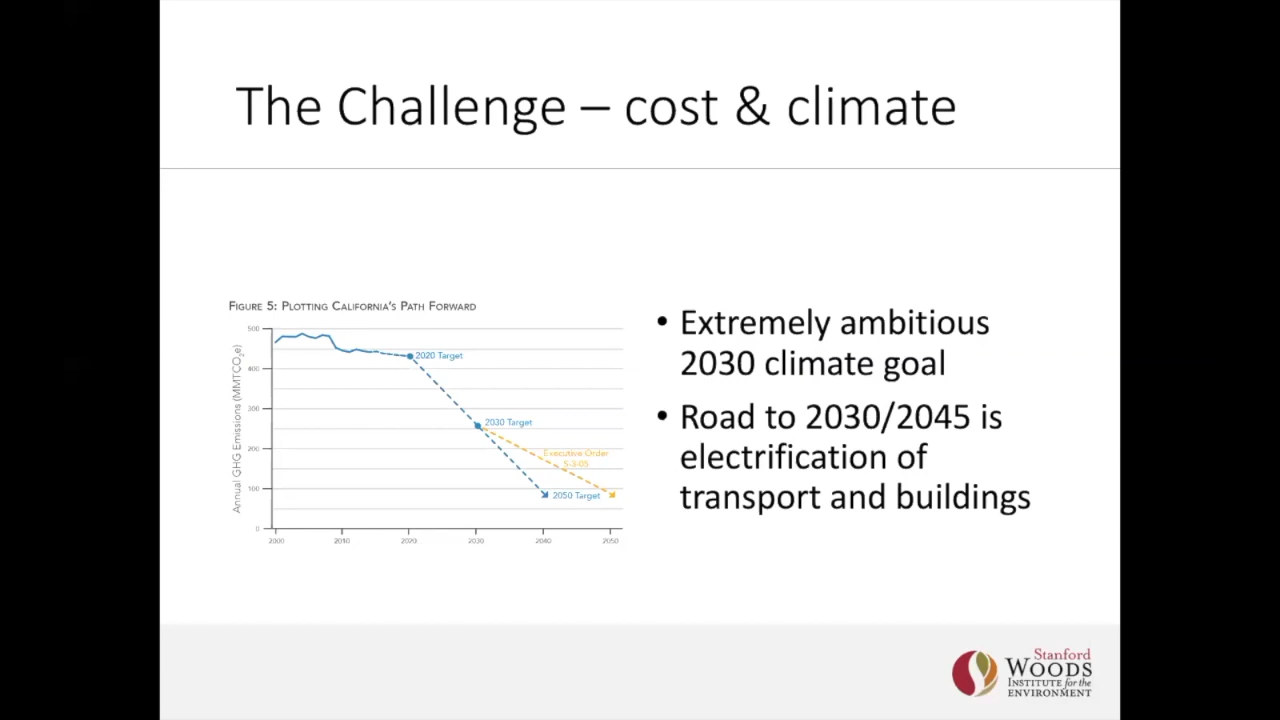 The Challenge – cost & climate
FIGURE 5: PLOTTING CALIFORNIA'S PATH FORWARD
Annual GHG Emissions (MMTCO2e)
500
400
300
200
100
0
2000
2010
2020
2030
2040
2050
2020 Target
2030 Target
Executive Order
S-3-05
2050 Target
• Extremely ambitious
2030 climate goal
• Road to 2030/2045 is
electrification of
transport and buildings
Stanford
WOODS
INSTITUTE for the
ENVIRONMENT